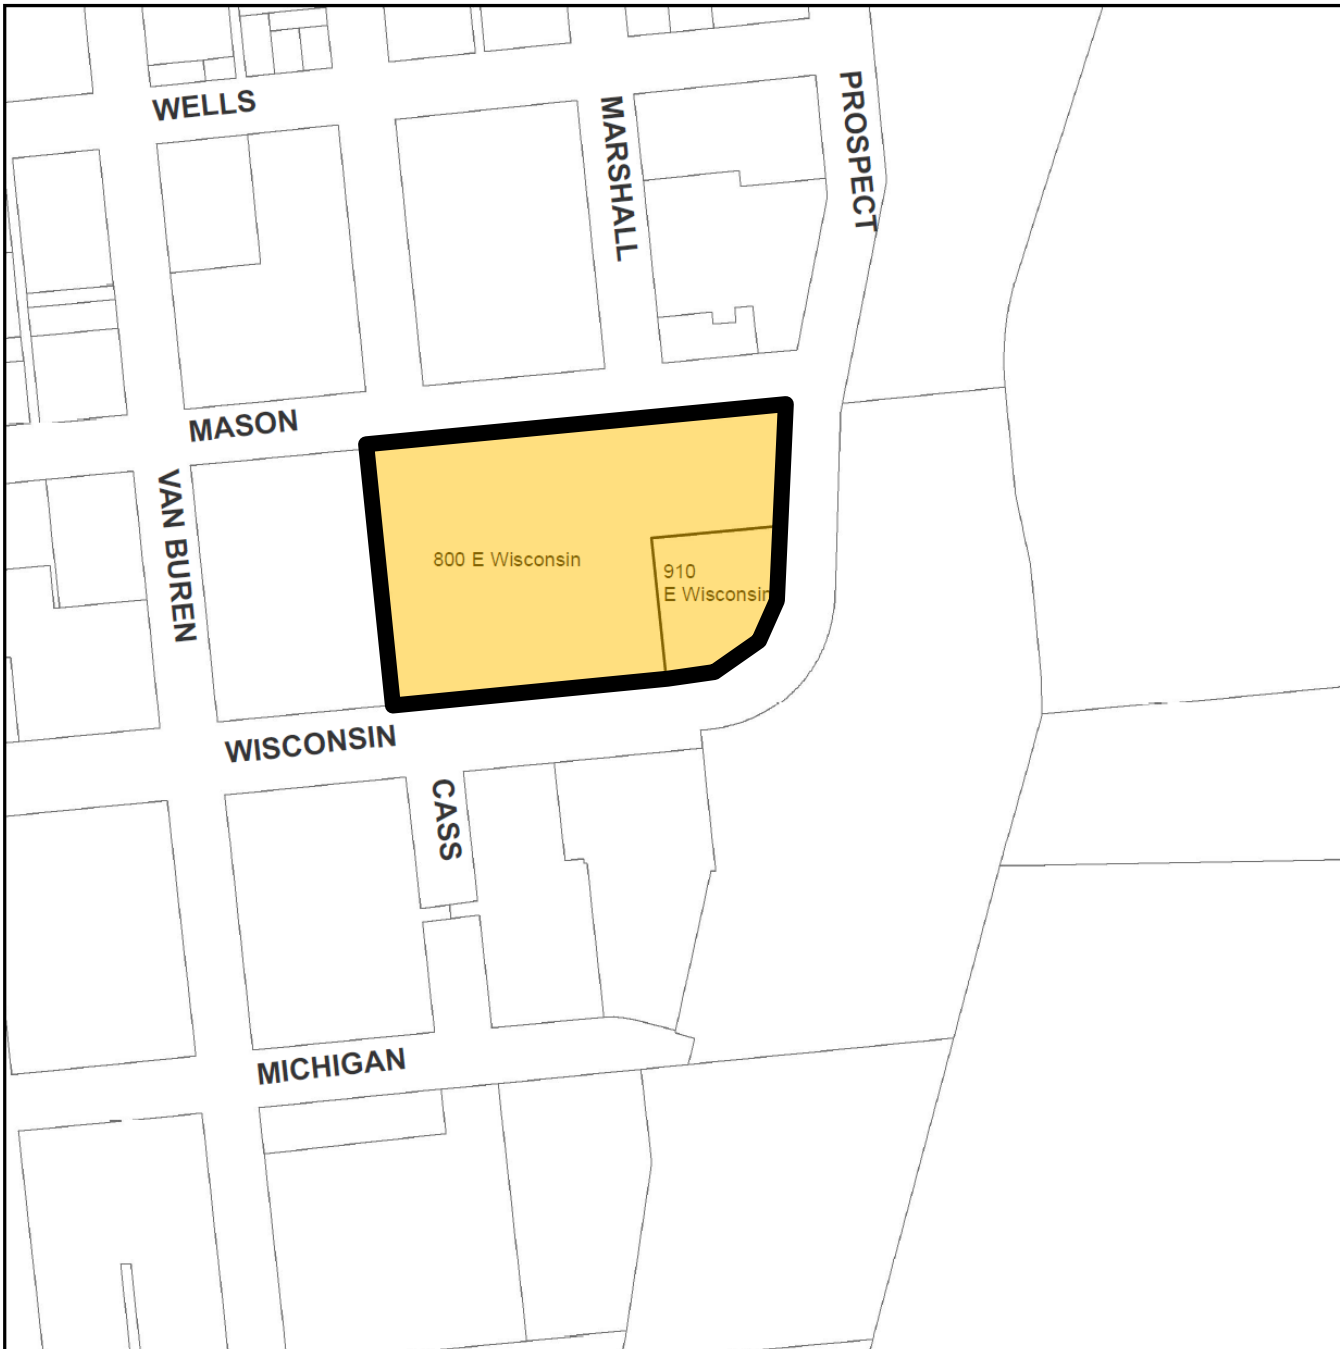 WELLS
MARSHALL
PROSPECT
MASON
VAN BUREN
800 E Wisconsin
910
E Wisconsin
WISCONSIN
CASS
MICHIGAN